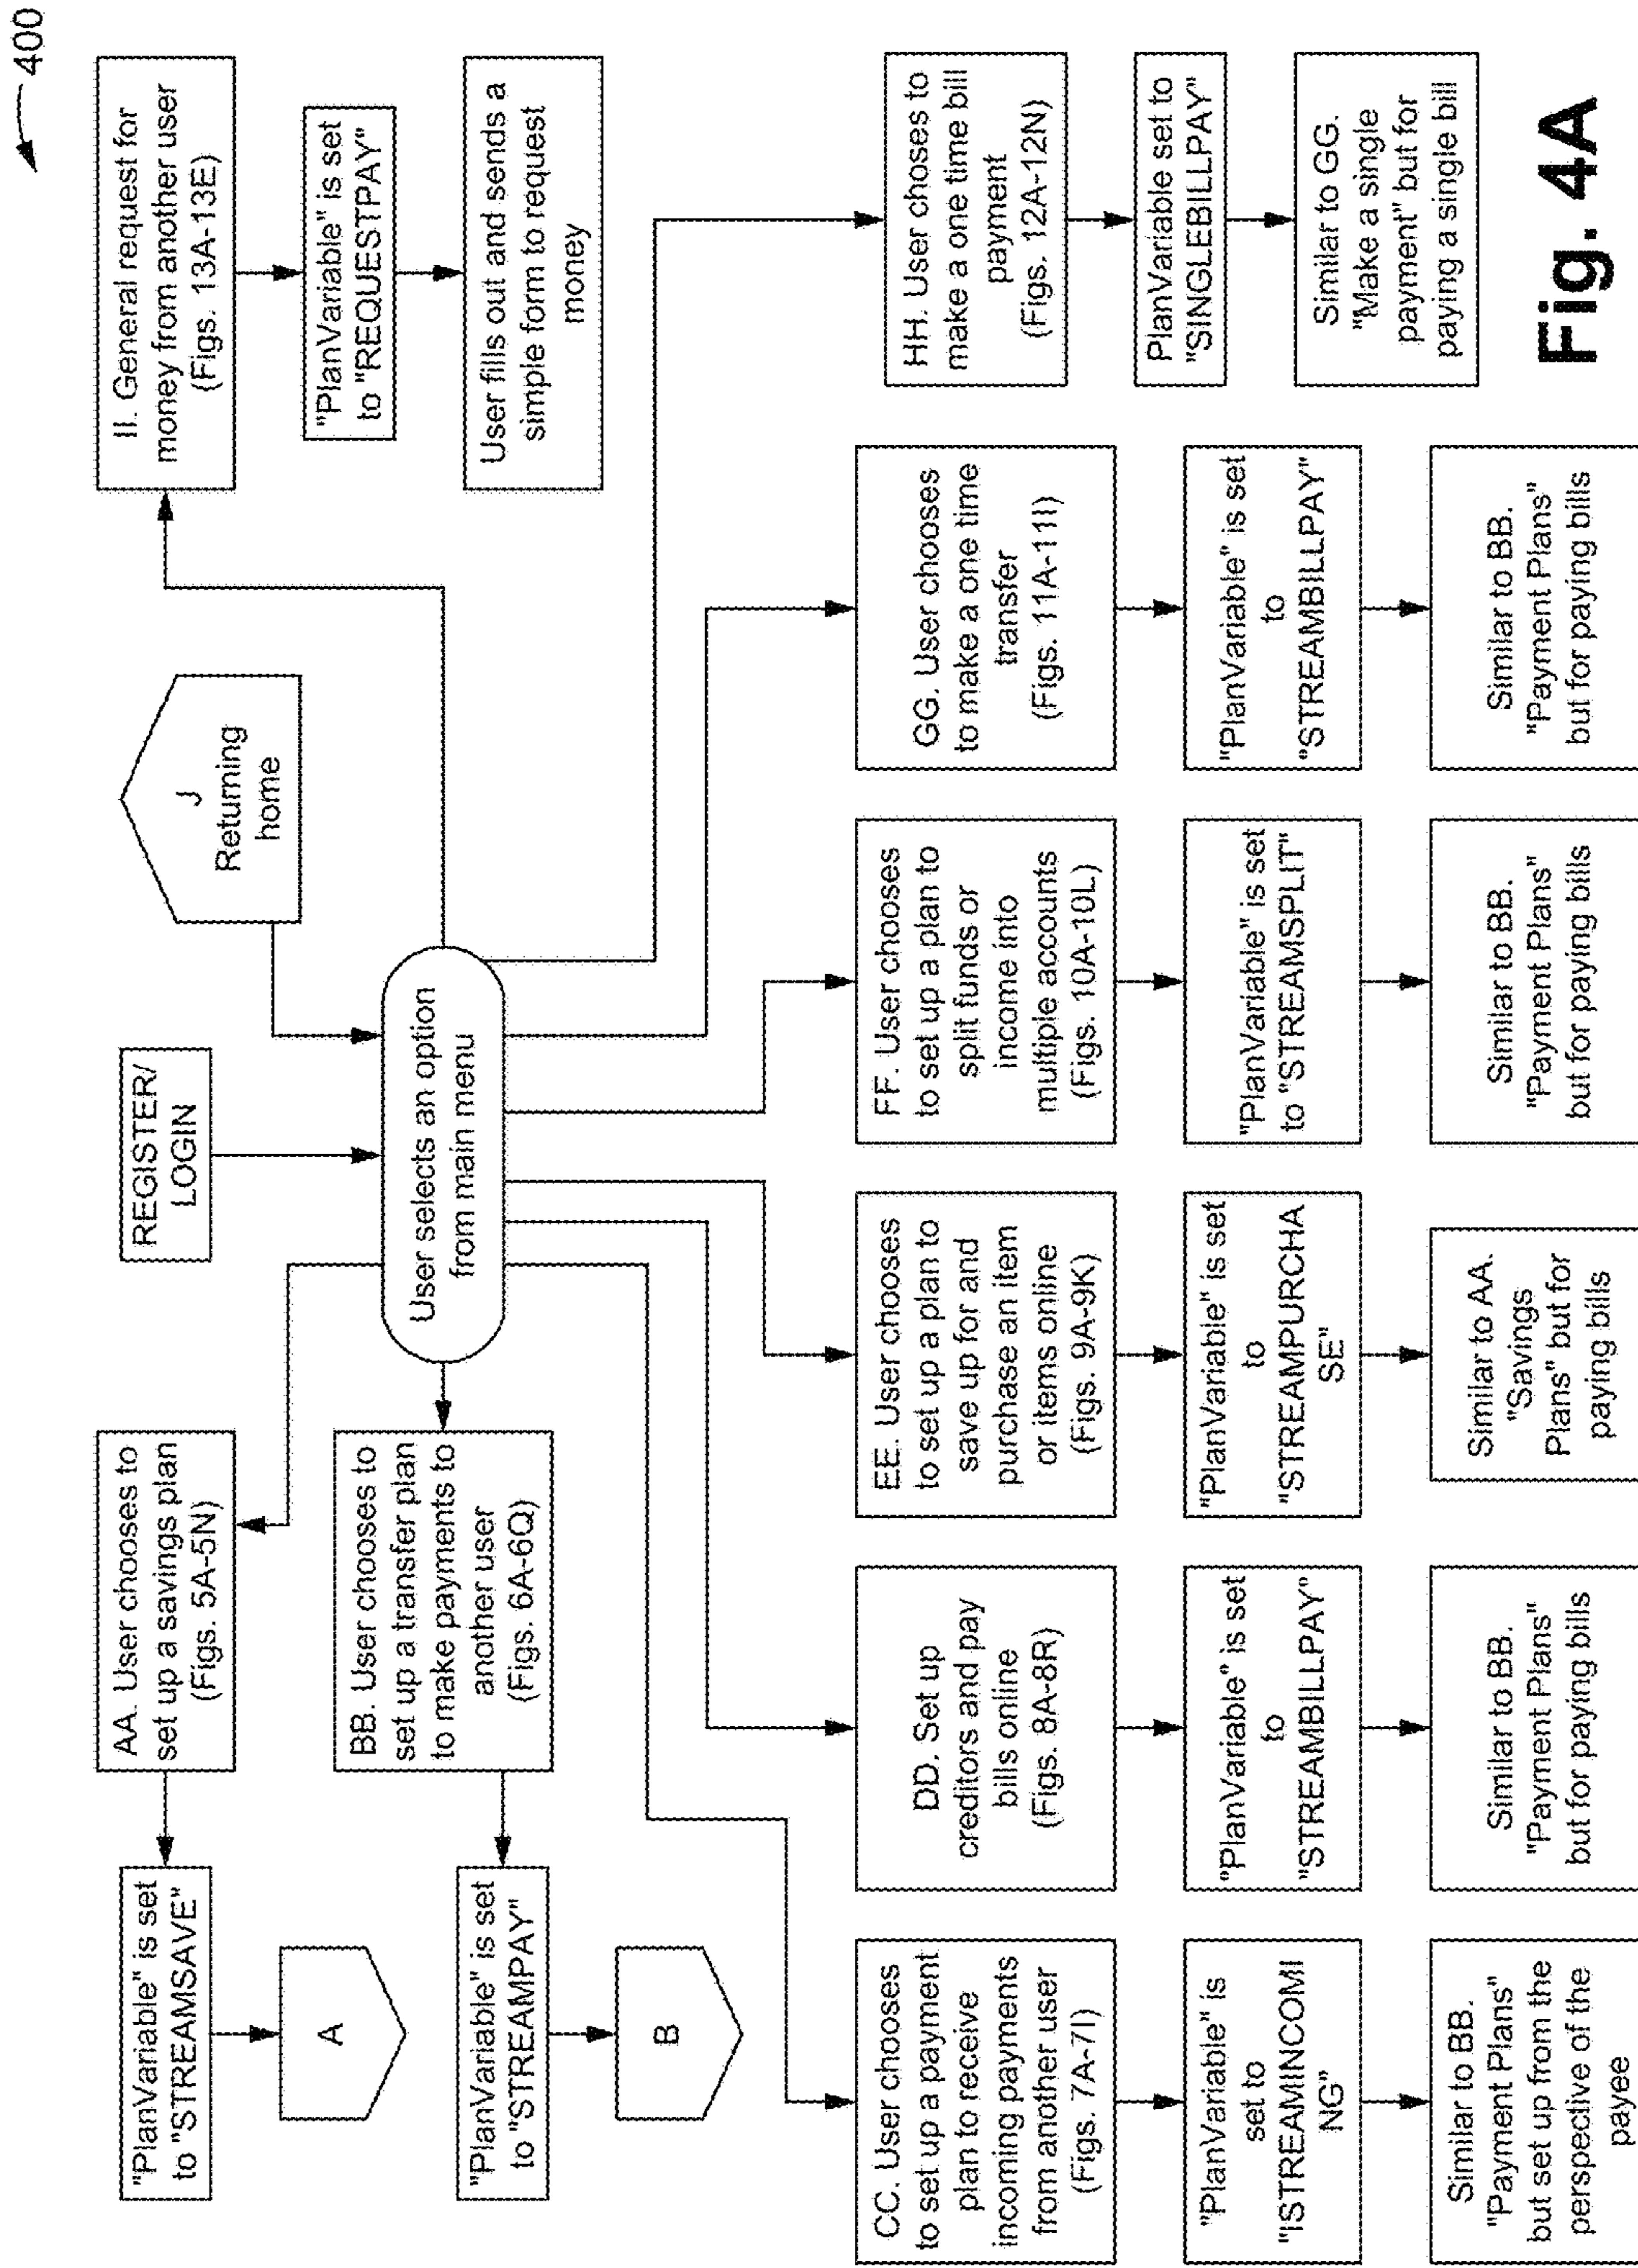 400
REGISTER/
LOGIN
J
Returning
home
User selects an option
from main menu
AA. User chooses to
set up a savings plan
(Figs. 5A-5N)
"PlanVariable" is set
to "STREAMSAVE"
A
BB. User chooses to
set up a transfer plan
to make payments to
another user
(Figs. 6A-6Q)
"PlanVariable" is set
to "STREAMPAY"
B
II. General request for
money from another user
(Figs. 13A-13E)
"PlanVariable" is set
to "REQUESTPAY"
User fills out and sends a
simple form to request
money
CC. User chooses
to set up a payment
plan to receive
incoming payments
from another user
(Figs. 7A-7I)
"PlanVariable" is
set to
"ISTREAMINCOMI
NG"
Similar to BB.
"Payment Plans"
but set up from the
perspective of the
payee
DD. Set up
creditors and pay
bills online
(Figs. 8A-8R)
"PlanVariable" is set
to
"STREAMBILLPAY"
Similar to BB.
"Payment Plans"
but for paying bills
EE. User chooses
to set up a plan to
save up for and
purchase an item
or items online
(Figs. 9A-9K)
"PlanVariable" is set
to
"STREAMPURCHA
SE"
Similar to AA.
"Savings
Plans" but for
paying bills
FF. User chooses
to set up a plan to
split funds or
income into
multiple accounts
(Figs. 10A-10L)
"PlanVariable" is set
to "STREAMSPLIT"
Similar to BB.
"Payment Plans"
but for paying bills
GG. User chooses
to make a one time
transfer
(Figs. 11A-11I)
"PlanVariable" is set
to
"STREAMBILLPAY"
Similar to BB.
"Payment Plans"
but for paying bills
HH. User choses to
make a one time bill
payment
(Figs. 12A-12N)
PlanVariable set to
"SINGLEBILLPAY"
Similar to GG.
"Make a single
payment" but for
paying a single bill
Fig. 4A